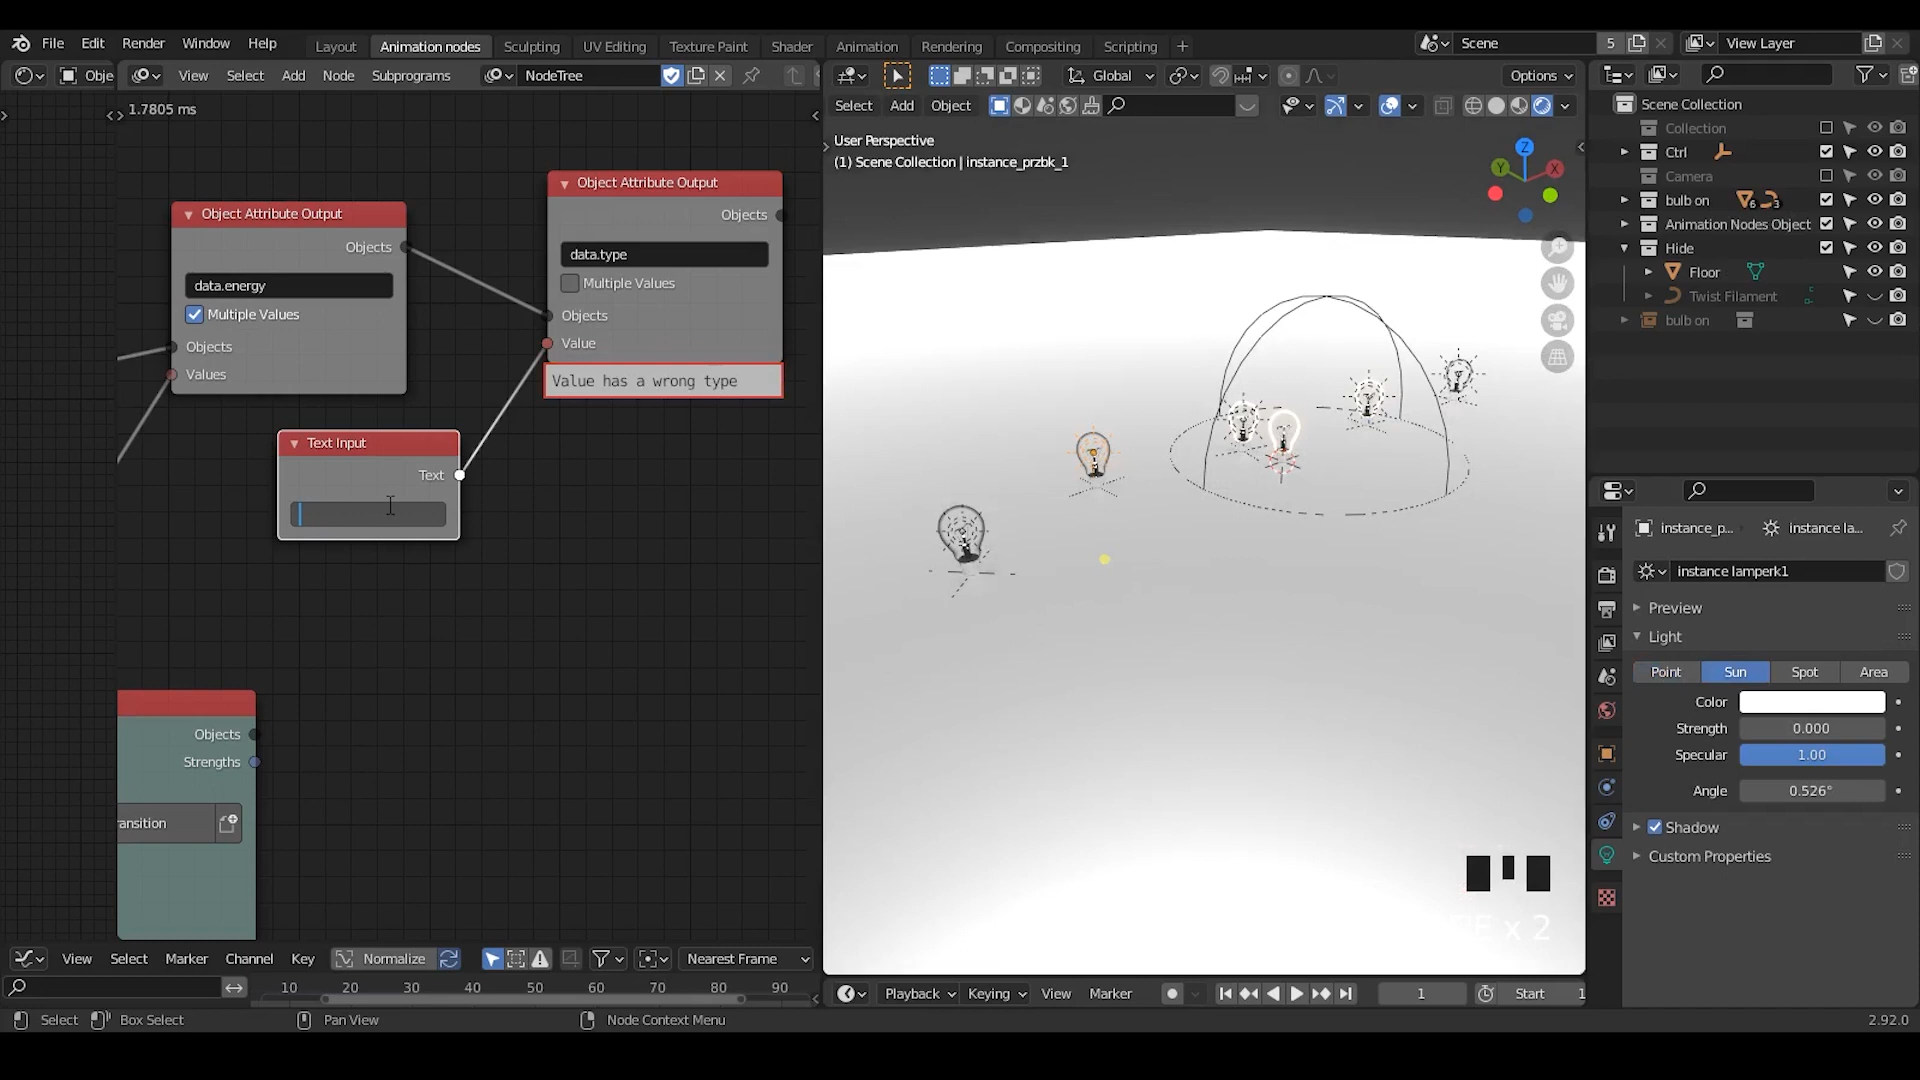 File Edit Render Window Help Layout Animation nodes Sculpting UV Editing Texture Paint Shader Animation Rendering Compositing Scripting + Scene 5 View Layer
Obje View Select Add Node Subprograms NodeTree Global Options
Select Add Object
1.7805 ms
User Perspective
(1) Scene Collection | instance_przbk_1
Z
Y
X
Scene Collection
Collection
Ctrl
Camera
bulb on 6 3
Animation Nodes Object
Hide
Floor
Twist Filament
bulb on
Object Attribute Output
Objects
data.energy
Multiple Values
Objects
Values
Object Attribute Output
Objects
data.type
Multiple Values
Objects
Value
Value has a wrong type
Text Input
Text
Objects
Strengths
ansition
instance_p... instance la...
instance lamperk1
Preview
Light
Point Sun Spot Area
Color
Strength 0.000
Specular 1.00
Angle 0.526°
Shadow
Custom Properties
E x 2
View Select Marker Channel Key Normalize Nearest Frame
10 20 30 40 50 60 70 80 90
Playback Keying View Marker 1 Start 1
Select Box Select Pan View Node Context Menu 2.92.0